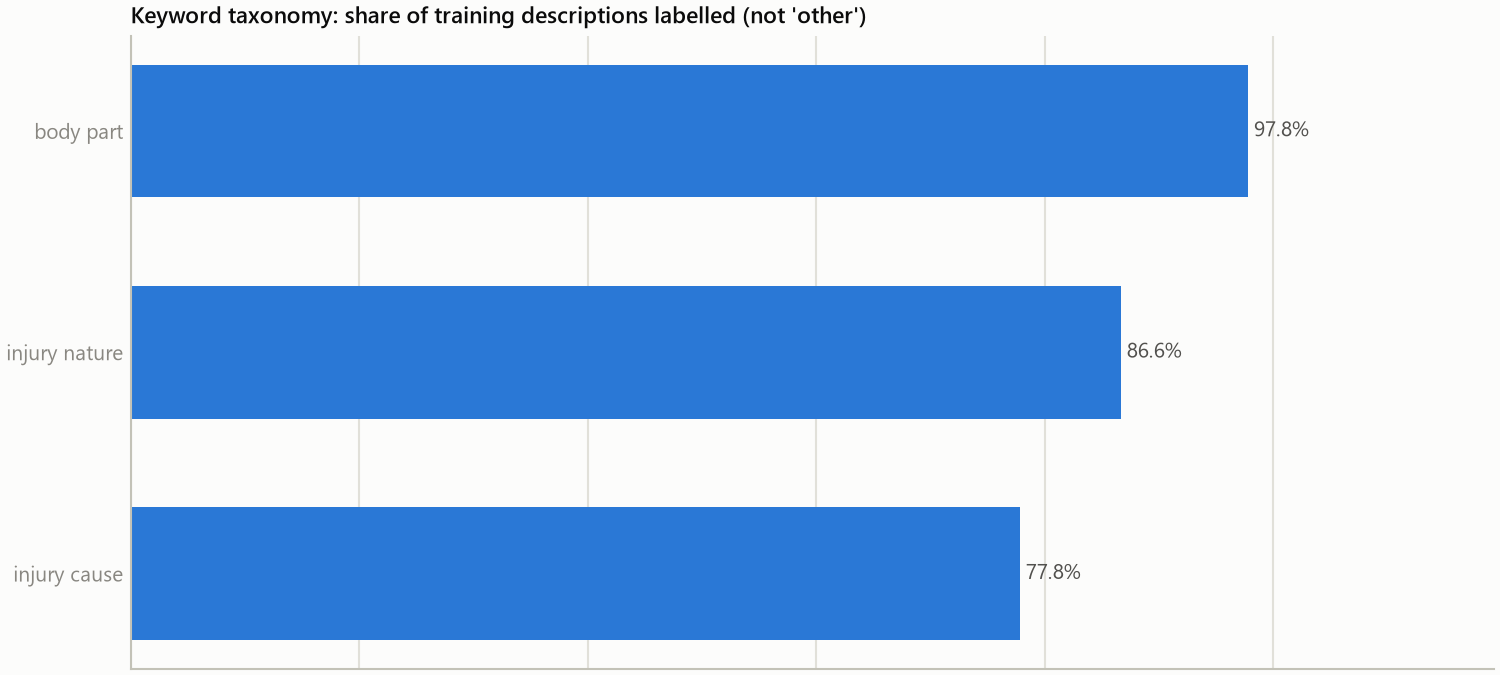 Keyword taxonomy: share of training descriptions labelled (not 'other')
body part
97.8%
injury nature
86.6%
injury cause
77.8%